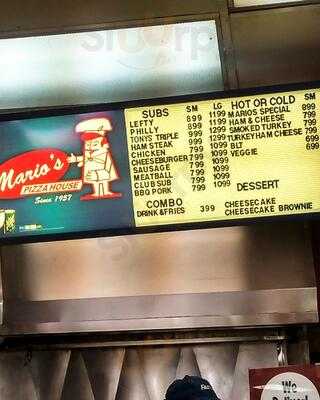 Mario's
PIZZA HOUSE
Since 1957
SUBS SM LG
LEFTY 899 1199
PHILLY 899 1199
TONYS TRIPLE 999 1299
HAM STEAK 999 1299
CHICKEN 799 1099
CHEESEBURGER 799 1099
SAUSAGE 799 1099
MEATBALL 799 1099
CLUB SUB 799 1099
BBQ PORK 799 1099
COMBO
DRINK & FRIES 399
HOT OR COLD SM
MARIOS SPECIAL 899
HAM & CHEESE 799
SMOKED TURKEY 799
TURKEY HAM CHEESE 799
BLT 699
VEGGIE 699
DESSERT
CHEESECAKE
CHEESECAKE BROWNIE
We